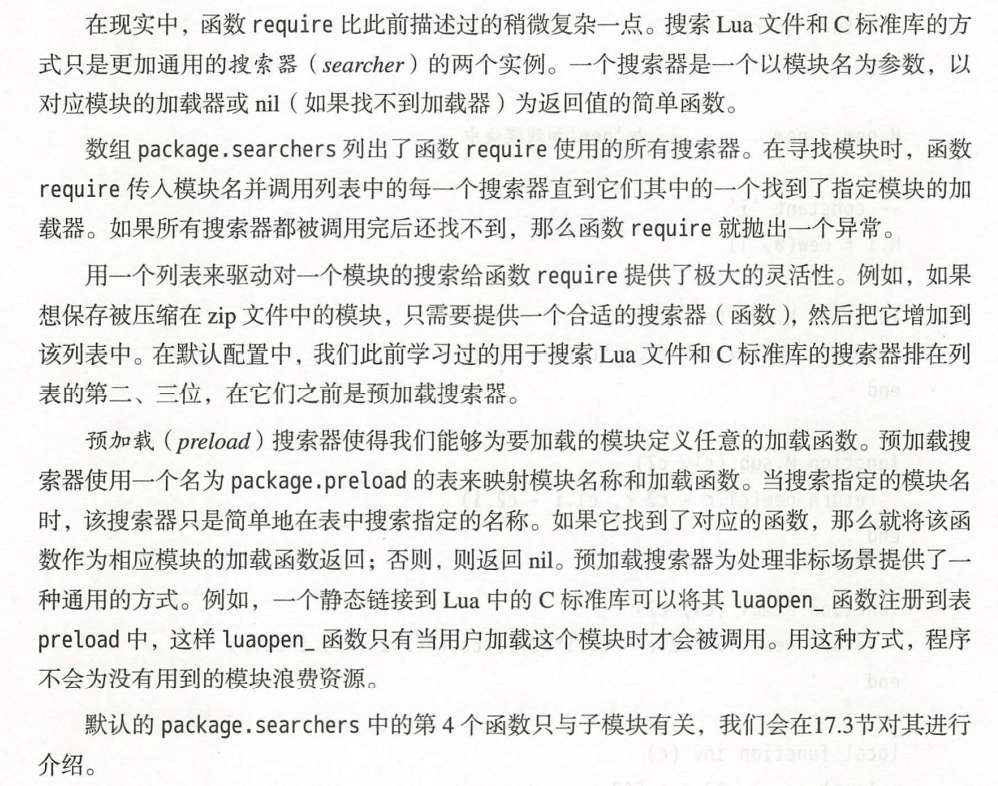 在现实中，函数 require 比此前描述过的稍微复杂一点。搜索 Lua 文件和 C 标准库的方
式只是更加通用的搜索器（searcher）的两个实例。一个搜索器是一个以模块名为参数，以
对应模块的加载器或 nil（如果找不到加载器）为返回值的简单函数。
数组 package.searchers 列出了函数 require 使用的所有搜索器。在寻找模块时，函数
require 传入模块名并调用列表中的每一个搜索器直到它们其中的一个找到了指定模块的加
载器。如果所有搜索器都被调用完后还找不到，那么函数 require 就抛出一个异常。
用一个列表来驱动对一个模块的搜索给函数 require 提供了极大的灵活性。例如，如果
想保存被压缩在 zip 文件中的模块，只需要提供一个合适的搜索器（函数），然后把它增加到
该列表中。在默认配置中，我们此前学习过的用于搜索 Lua 文件和 C 标准库的搜索器排在列
表的第二、三位，在它们之前是预加载搜索器。
预加载（preload）搜索器使得我们能够为要加载的模块定义任意的加载函数。预加载搜
索器使用一个名为 package.preload 的表来映射模块名称和加载函数。当搜索指定的模块名
时，该搜索器只是简单地在表中搜索指定的名称。如果它找到了对应的函数，那么就将该函
数作为相应模块的加载函数返回；否则，则返回 nil。预加载搜索器为处理非标场景提供了一
种通用的方式。例如，一个静态链接到 Lua 中的 C 标准库可以将其 luaopen_ 函数注册到表
preload 中，这样 luaopen_ 函数只有当用户加载这个模块时才会被调用。用这种方式，程序
不会为没有用到的模块浪费资源。
默认的 package.searchers 中的第 4 个函数只与子模块有关，我们会在17.3节对其进行
介绍。